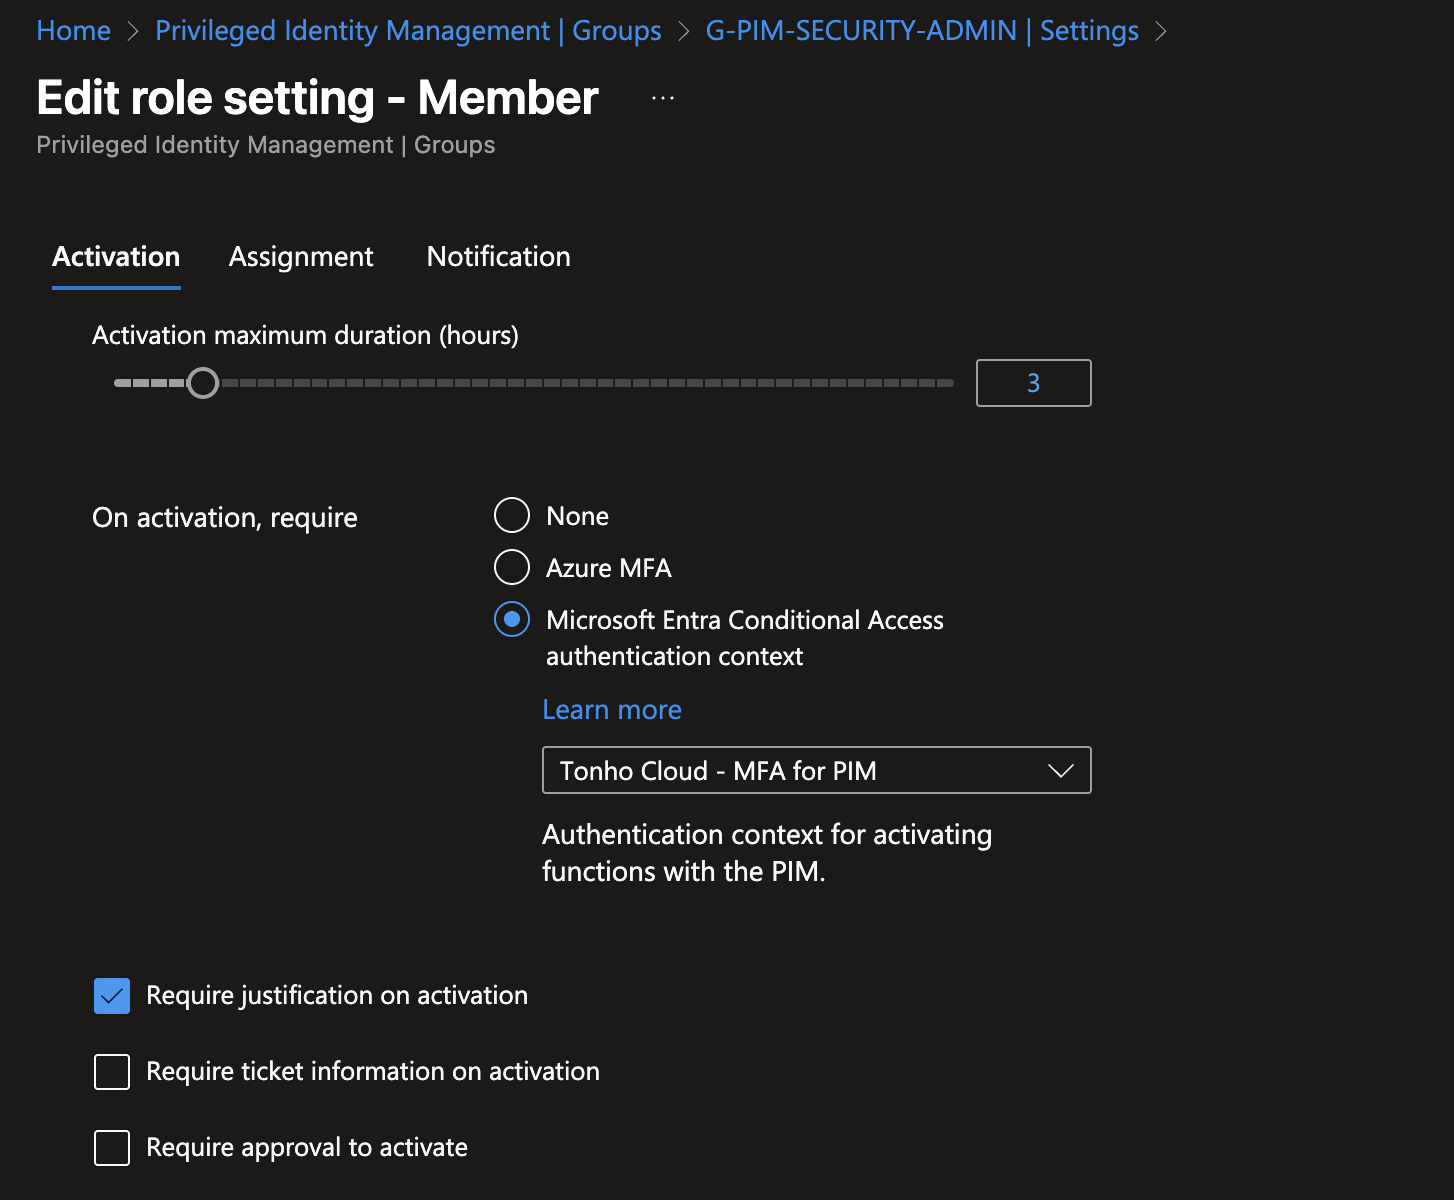 Home > Privileged Identity Management | Groups > G-PIM-SECURITY-ADMIN | Settings >
Edit role setting - Member ...
Privileged Identity Management | Groups
Activation Assignment Notification
Activation maximum duration (hours)
3
On activation, require
None
Azure MFA
Microsoft Entra Conditional Access
authentication context
Learn more
Tonho Cloud - MFA for PIM
Authentication context for activating
functions with the PIM.
Require justification on activation
Require ticket information on activation
Require approval to activate